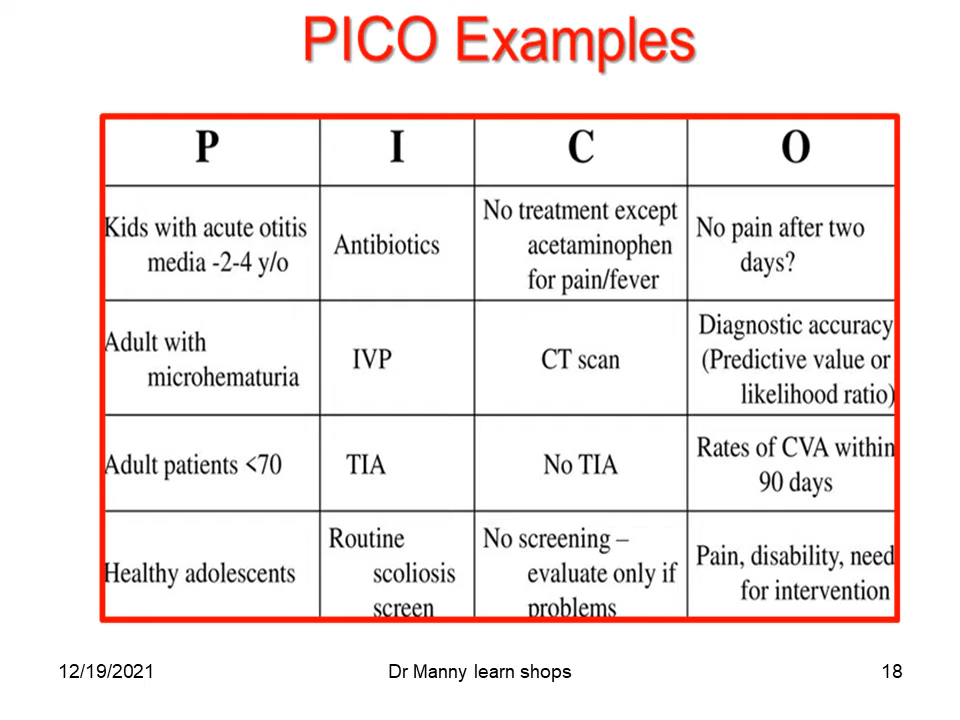 PICO Examples
P I C O
Kids with acute otitis
media -2-4 y/o
Antibiotics
No treatment except
acetaminophen
for pain/fever
No pain after two
days?
Adult with
microhematuria
IVP
CT scan
Diagnostic accuracy
(Predictive value or
likelihood ratio)
Adult patients <70
TIA
No TIA
Rates of CVA within
90 days
Healthy adolescents
Routine
scoliosis
screen
No screening –
evaluate only if
problems
Pain, disability, need
for intervention
12/19/2021 Dr Manny learn shops 18